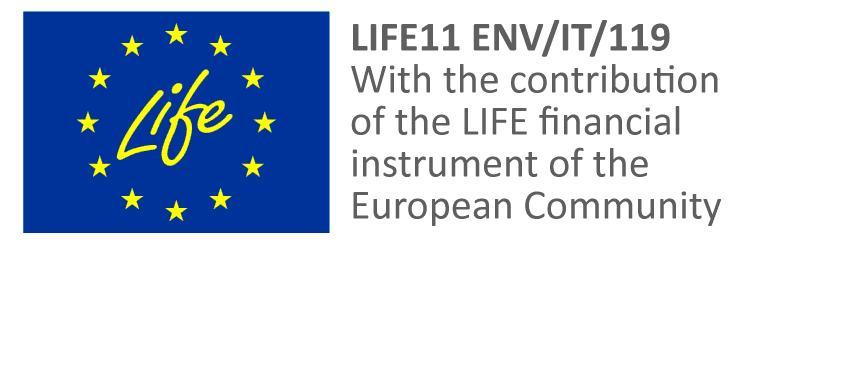 Life
LIFE11 ENV/IT/119
With the contribution
of the LIFE financial
instrument of the
European Community